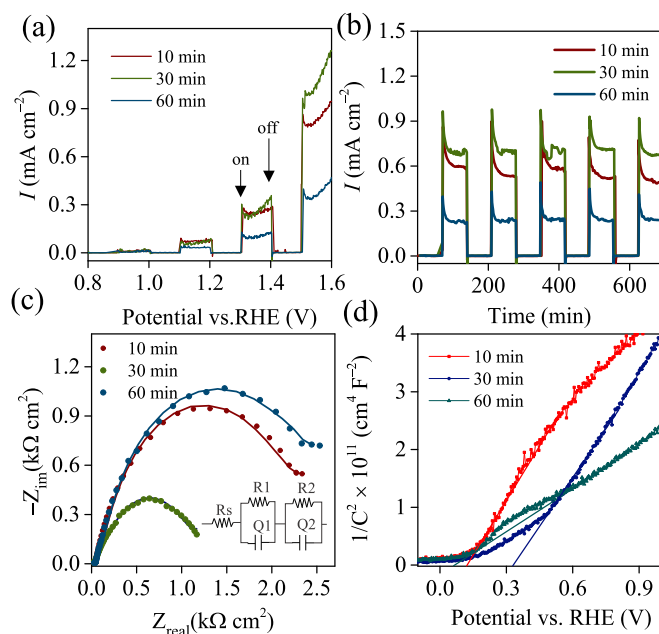 (a)
10 min
30 min
60 min
on
off
I (mA cm⁻²)
1.2
0.9
0.6
0.3
0.0
0.8 1.0 1.2 1.4 1.6
Potential vs.RHE (V)
(b)
10 min
30 min
60 min
I (mA cm⁻²)
1.5
1.2
0.9
0.6
0.3
0.0
0 200 400 600
Time (min)
(c)
10 min
30 min
60 min
−Z_im(kΩ cm²)
1.2
0.9
0.6
0.3
0.0
Rs R1 R2
Q1 Q2
0.0 0.5 1.0 1.5 2.0 2.5
Z_real(kΩ cm²)
(d)
10 min
30 min
60 min
1/C² × 10¹¹ (cm⁴ F⁻²)
4
3
2
1
0
0.0 0.3 0.6 0.9
Potential vs. RHE (V)